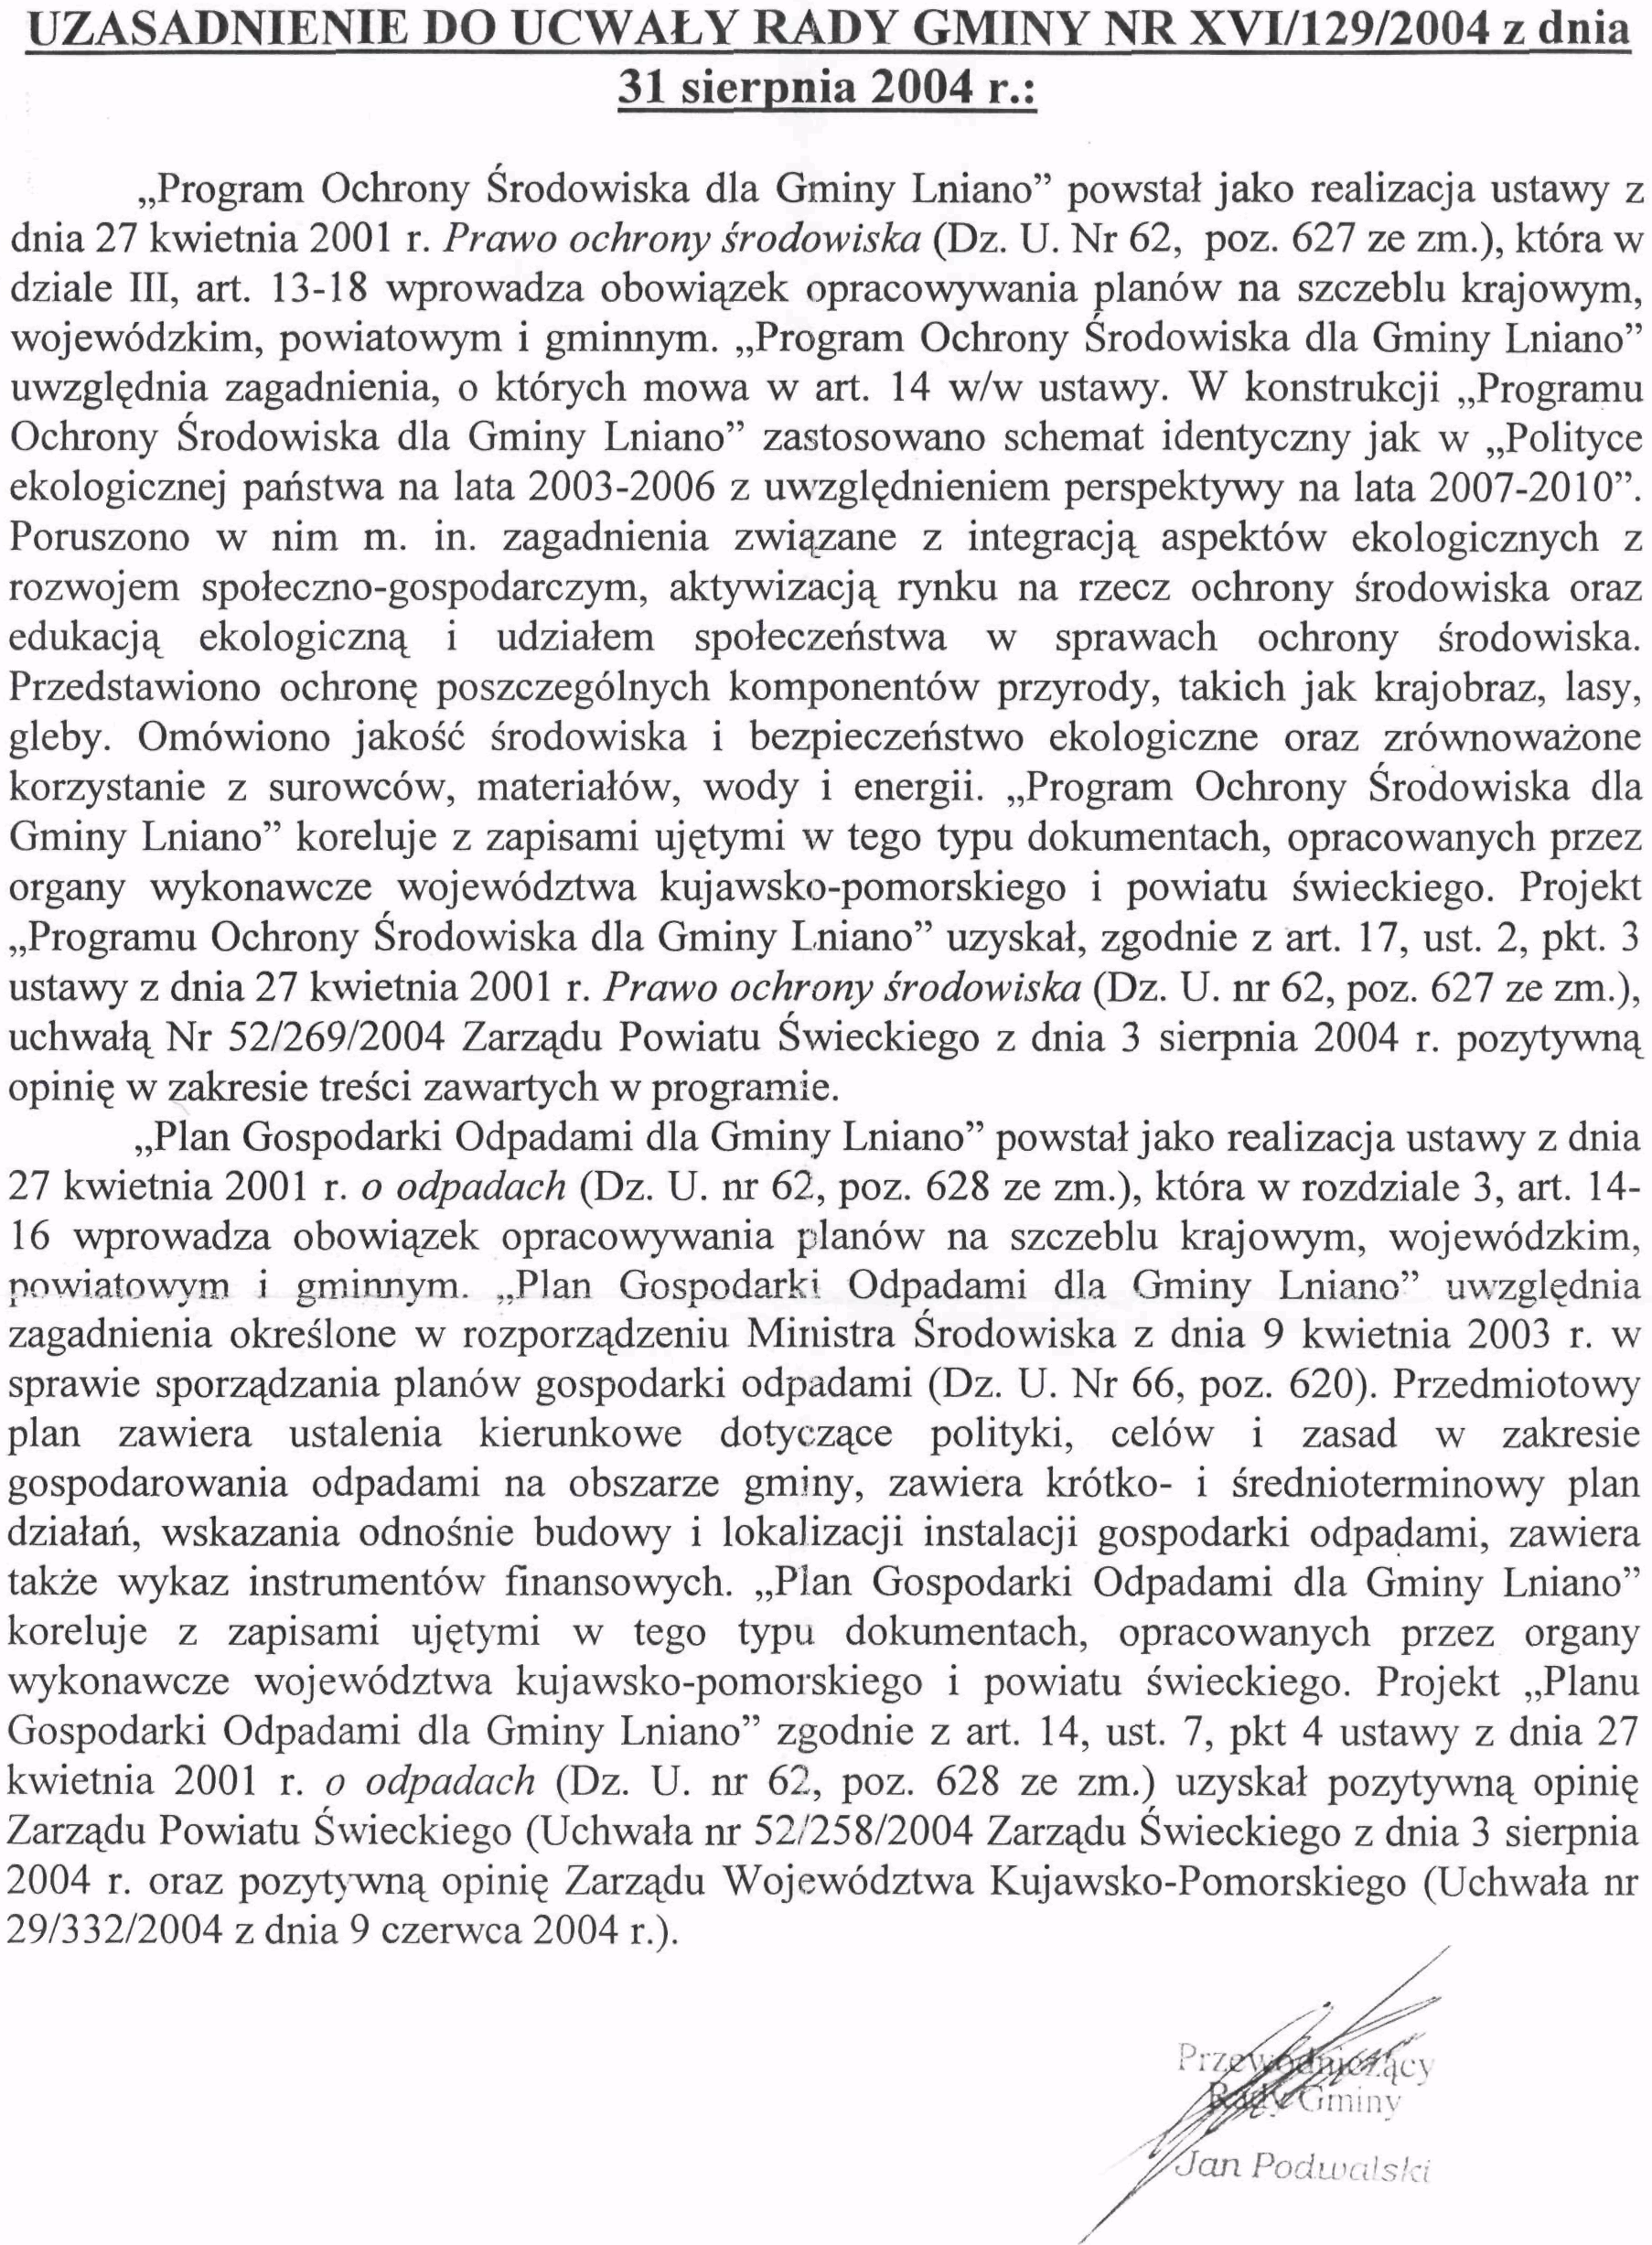 UZASADNIENIE DO UCWAŁY RADY GMINY NR XVI/129/2004 z dnia
31 sierpnia 2004 r.:
„Program Ochrony Środowiska dla Gminy Lniano” powstał jako realizacja ustawy z
dnia 27 kwietnia 2001 r. Prawo ochrony środowiska (Dz. U. Nr 62, poz. 627 ze zm.), która w
dziale III, art. 13-18 wprowadza obowiązek opracowywania planów na szczeblu krajowym,
wojewódzkim, powiatowym i gminnym. „Program Ochrony Środowiska dla Gminy Lniano”
uwzględnia zagadnienia, o których mowa w art. 14 w/w ustawy. W konstrukcji „Programu
Ochrony Środowiska dla Gminy Lniano” zastosowano schemat identyczny jak w „Polityce
ekologicznej państwa na lata 2003-2006 z uwzględnieniem perspektywy na lata 2007-2010”.
Poruszono w nim m. in. zagadnienia związane z integracją aspektów ekologicznych z
rozwojem społeczno-gospodarczym, aktywizacją rynku na rzecz ochrony środowiska oraz
edukacją ekologiczną i udziałem społeczeństwa w sprawach ochrony środowiska.
Przedstawiono ochronę poszczególnych komponentów przyrody, takich jak krajobraz, lasy,
gleby. Omówiono jakość środowiska i bezpieczeństwo ekologiczne oraz zrównoważone
korzystanie z surowców, materiałów, wody i energii. „Program Ochrony Środowiska dla
Gminy Lniano” koreluje z zapisami ujętymi w tego typu dokumentach, opracowanych przez
organy wykonawcze województwa kujawsko-pomorskiego i powiatu świeckiego. Projekt
„Programu Ochrony Środowiska dla Gminy Lniano” uzyskał, zgodnie z art. 17, ust. 2, pkt. 3
ustawy z dnia 27 kwietnia 2001 r. Prawo ochrony środowiska (Dz. U. nr 62, poz. 627 ze zm.),
uchwałą Nr 52/269/2004 Zarządu Powiatu Świeckiego z dnia 3 sierpnia 2004 r. pozytywną
opinię w zakresie treści zawartych w programie.
„Plan Gospodarki Odpadami dla Gminy Lniano” powstał jako realizacja ustawy z dnia
27 kwietnia 2001 r. o odpadach (Dz. U. nr 62, poz. 628 ze zm.), która w rozdziale 3, art. 14-
16 wprowadza obowiązek opracowywania planów na szczeblu krajowym, wojewódzkim,
powiatowym i gminnym. „Plan Gospodarki Odpadami dla Gminy Lniano” uwzględnia
zagadnienia określone w rozporządzeniu Ministra Środowiska z dnia 9 kwietnia 2003 r. w
sprawie sporządzania planów gospodarki odpadami (Dz. U. Nr 66, poz. 620). Przedmiotowy
plan zawiera ustalenia kierunkowe dotyczące polityki, celów i zasad w zakresie
gospodarowania odpadami na obszarze gminy, zawiera krótko- i średnioterminowy plan
działań, wskazania odnośnie budowy i lokalizacji instalacji gospodarki odpadami, zawiera
także wykaz instrumentów finansowych. „Plan Gospodarki Odpadami dla Gminy Lniano”
koreluje z zapisami ujętymi w tego typu dokumentach, opracowanych przez organy
wykonawcze województwa kujawsko-pomorskiego i powiatu świeckiego. Projekt „Planu
Gospodarki Odpadami dla Gminy Lniano” zgodnie z art. 14, ust. 7, pkt 4 ustawy z dnia 27
kwietnia 2001 r. o odpadach (Dz. U. nr 62, poz. 628 ze zm.) uzyskał pozytywną opinię
Zarządu Powiatu Świeckiego (Uchwała nr 52/258/2004 Zarządu Świeckiego z dnia 3 sierpnia
2004 r. oraz pozytywną opinię Zarządu Województwa Kujawsko-Pomorskiego (Uchwała nr
29/332/2004 z dnia 9 czerwca 2004 r.).
Przewodniczący
Rady Gminy
Jan Podwalski